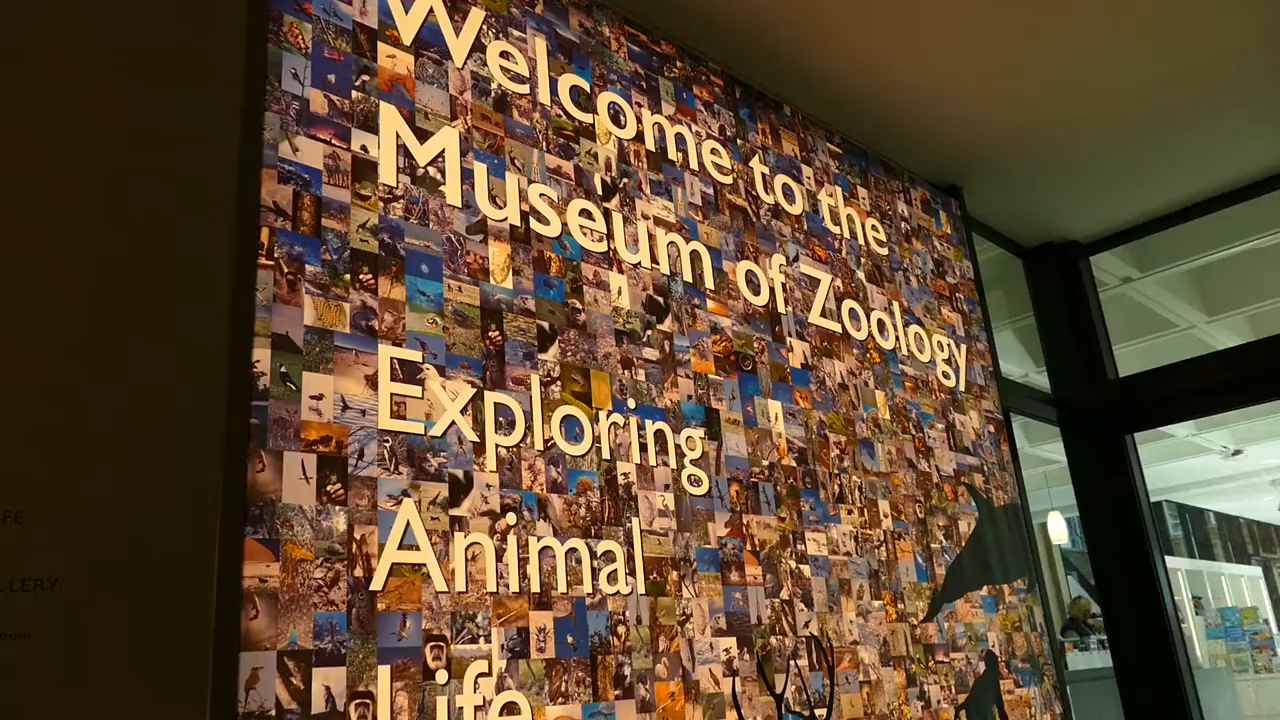 Welcome to the
Museum of Zoology
Exploring
Animal
Life